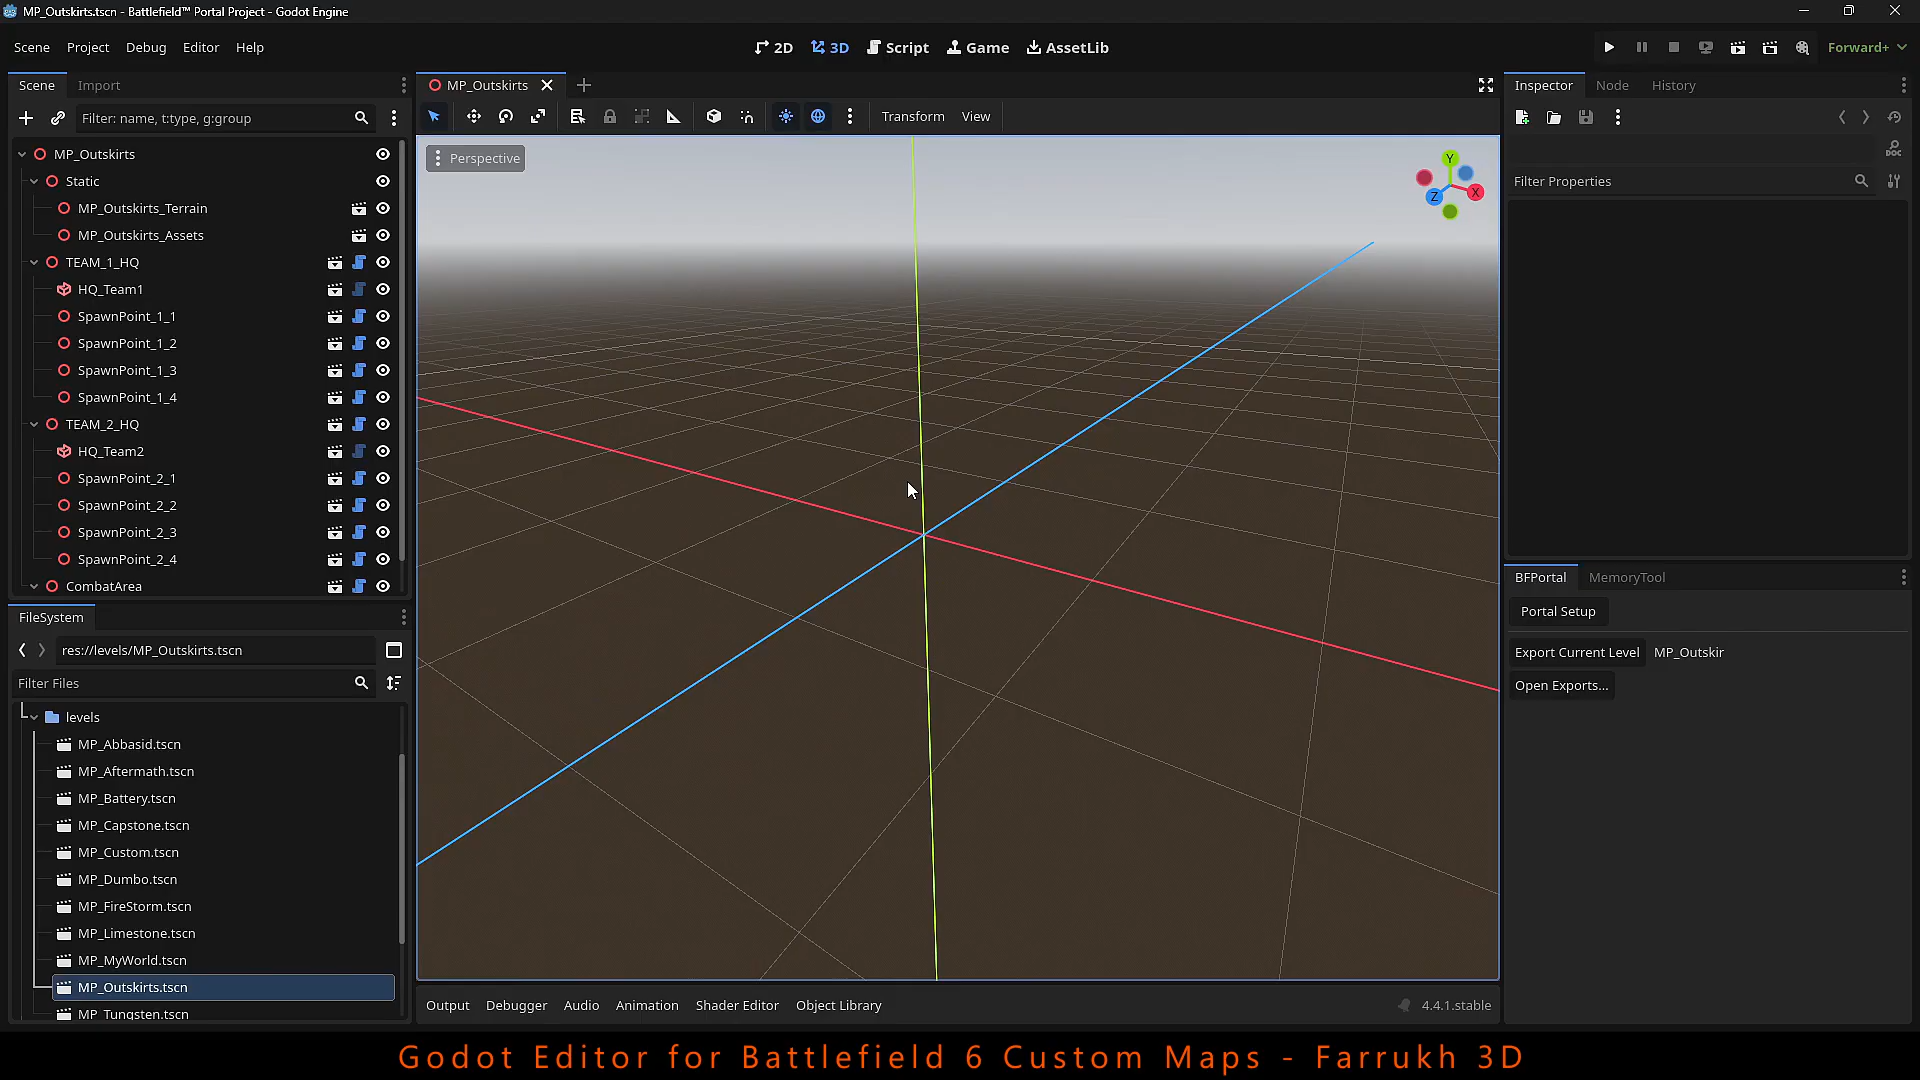 MP_Outskirts.tscn - Battlefield™ Portal Project - Godot Engine
Scene Project Debug Editor Help
2D 3D Script Game AssetLib
Forward+
Scene Import
Filter: name, t:type, g:group
MP_Outskirts
Static
MP_Outskirts_Terrain
MP_Outskirts_Assets
TEAM_1_HQ
HQ_Team1
SpawnPoint_1_1
SpawnPoint_1_2
SpawnPoint_1_3
SpawnPoint_1_4
TEAM_2_HQ
HQ_Team2
SpawnPoint_2_1
SpawnPoint_2_2
SpawnPoint_2_3
SpawnPoint_2_4
CombatArea
FileSystem
res://levels/MP_Outskirts.tscn
Filter Files
levels
MP_Abbasid.tscn
MP_Aftermath.tscn
MP_Battery.tscn
MP_Capstone.tscn
MP_Custom.tscn
MP_Dumbo.tscn
MP_FireStorm.tscn
MP_Limestone.tscn
MP_MyWorld.tscn
MP_Outskirts.tscn
MP_Tungsten.tscn
MP_Outskirts
Transform View
Perspective
Y
X
Z
Output Debugger Audio Animation Shader Editor Object Library
4.4.1.stable
Inspector Node History
DOC
Filter Properties
BFPortal MemoryTool
Portal Setup
Export Current Level MP_Outskir
Open Exports...
Godot Editor for Battlefield 6 Custom Maps - Farrukh 3D